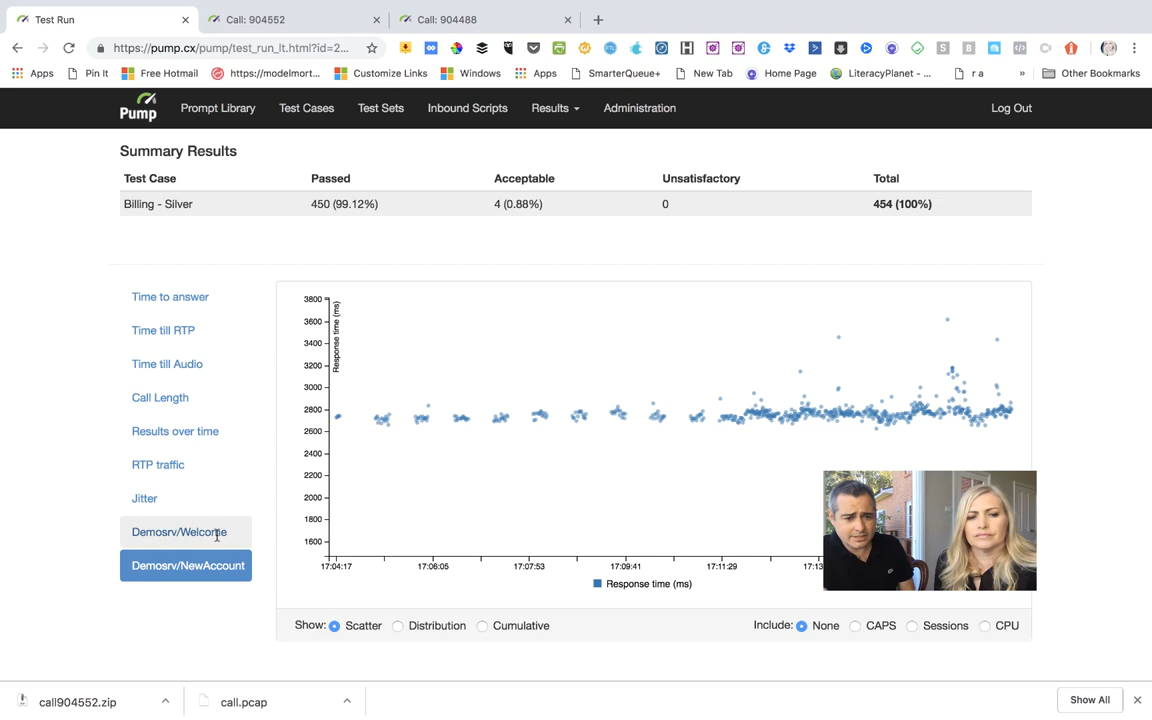 Test Run
Call: 904552
Call: 904488
https://pump.cx/pump/test_run_lt.html?id=2...
Apps
Pin It
Free Hotmail
https://modelmort...
Customize Links
Windows
Apps
SmarterQueue+
New Tab
Home Page
LiteracyPlanet - ...
r a
»
Other Bookmarks
Pump
Prompt Library
Test Cases
Test Sets
Inbound Scripts
Results
Administration
Log Out
Summary Results
Test Case Passed Acceptable Unsatisfactory Total
Billing - Silver 450 (99.12%) 4 (0.88%) 0 454 (100%)
Time to answer
Time till RTP
Time till Audio
Call Length
Results over time
RTP traffic
Jitter
Demosrv/Welcome
Demosrv/NewAccount
3800
3600
3400
3200
3000
2800
2600
2400
2200
2000
1800
1600
Response time (ms)
17:04:17 17:06:05 17:07:53 17:09:41 17:11:29 17:13
Response time (ms)
Show: Scatter Distribution Cumulative
Include: None CAPS Sessions CPU
call904552.zip
call.pcap
Show All